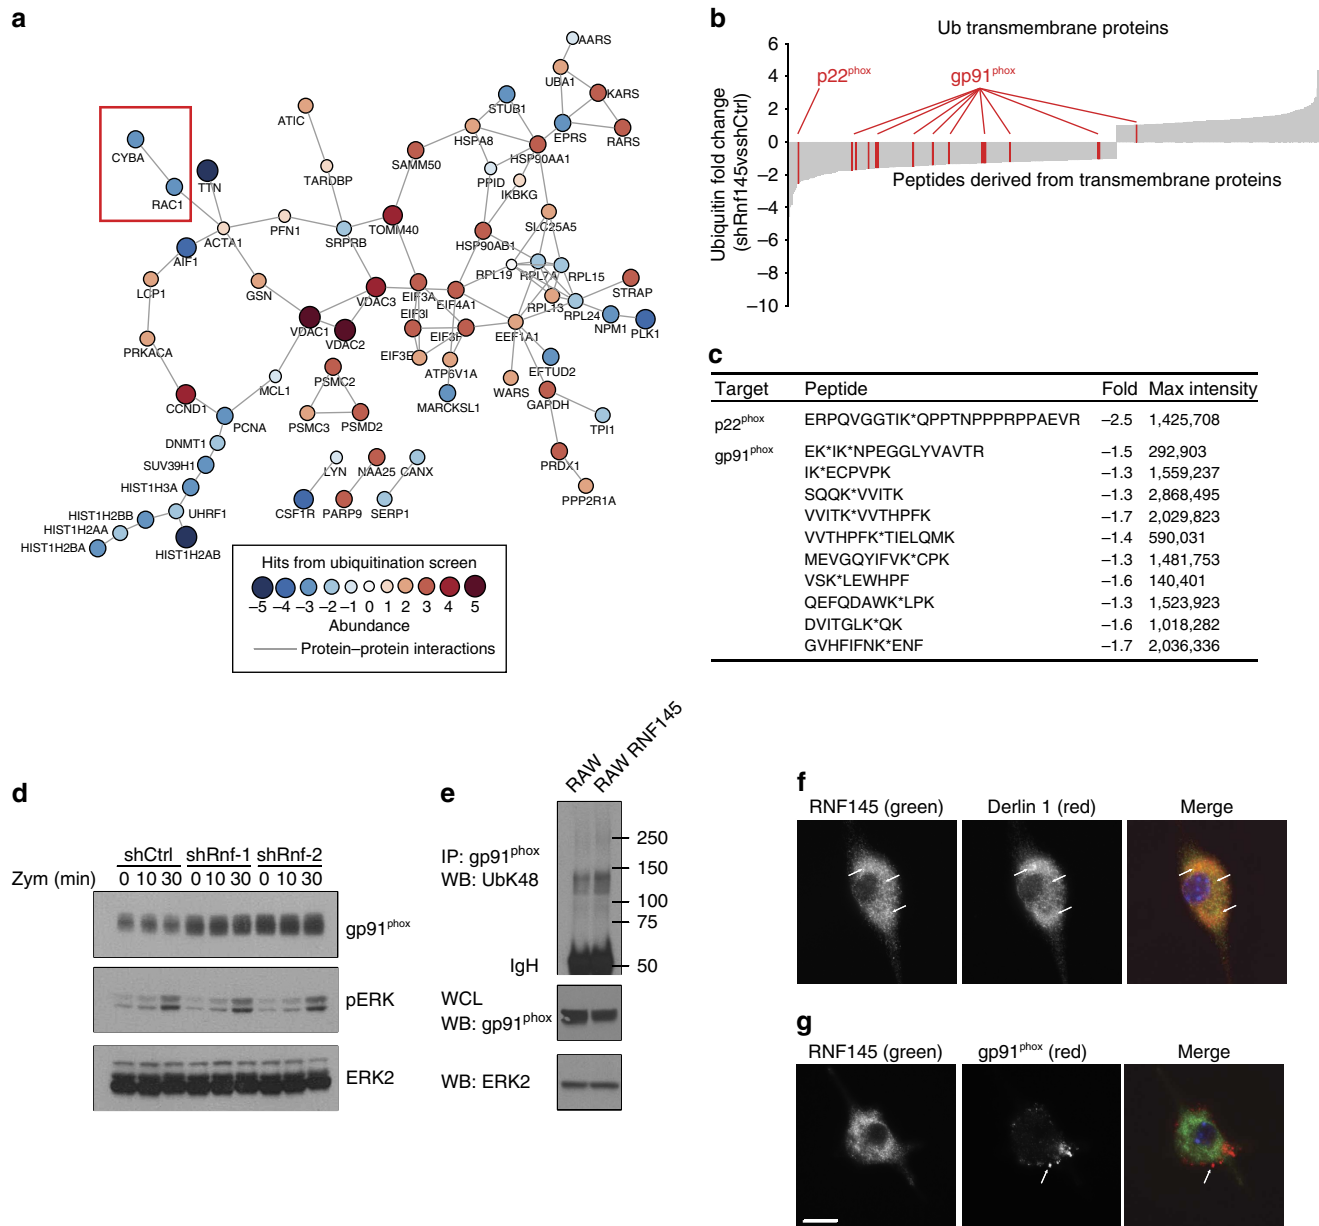 a
AARS
UBA1
KARS
STUB1
EPRS
RARS
ATIC
HSPA8
HSP90AA1
CYBA
SAMM50
TTN
TARDBP
PPID
IKBKG
RAC1
ACTA1
PFN1
SRPRB
TOMM40
SLC25A5
HSP90AB1
AIF1
RPL19
RPL7A
RPL15
LCP1
GSN
VDAC3
EIF3A
EIF4A1
STRAP
RPL13
RPL24
NPM1
PLK1
EIF3I
VDAC1
VDAC2
EIF3H
EEF1A1
PRKACA
EIF3E
ATP6V1A
EFTUD2
MCL1
PSMC2
WARS
GAPDH
CCND1
MARCKSL1
PCNA
PSMC3
PSMD2
TPI1
DNMT1
SUV39H1
LYN
NAA25
CANX
PRDX1
HIST1H3A
PPP2R1A
CSF1R
PARP9
SERP1
HIST1H2BB
UHRF1
HIST1H2AA
HIST1H2BA
HIST1H2AB
Hits from ubiquitination screen
–5 –4 –3 –2 –1 0 1 2 3 4 5
Abundance
Protein–protein interactions
b
Ub transmembrane proteins
Ubiquitin fold change
(shRnf145vsshCtrl)
6
4
2
0
–2
–4
–6
–8
–10
p22phox
gp91phox
Peptides derived from transmembrane proteins
c
Target Peptide Fold Max intensity
p22phox ERPQVGGTIK*QPPTNPPPRPPAEVR –2.5 1,425,708
gp91phox EK*IK*NPEGGLYVAVTR –1.5 292,903
IK*ECPVPK –1.3 1,559,237
SQQK*VVITK –1.3 2,868,495
VVITK*VVTHPFK –1.7 2,029,823
VVTHPFK*TIELQMK –1.4 590,031
MEVGQYIFVK*CPK –1.3 1,481,753
VSK*LEWHPF –1.6 140,401
QEFQDAWK*LPK –1.3 1,523,923
DVITGLK*QK –1.6 1,018,282
GVHFIFNK*ENF –1.7 2,036,336
d
shCtrl shRnf-1 shRnf-2
Zym (min) 0 10 30 0 10 30 0 10 30
gp91phox
pERK
ERK2
e
RAW
RAW RNF145
IP: gp91phox
WB: UbK48
250
150
100
75
50
IgH
WCL
WB: gp91phox
WB: ERK2
f
RNF145 (green) Derlin 1 (red) Merge
g
RNF145 (green) gp91phox (red) Merge